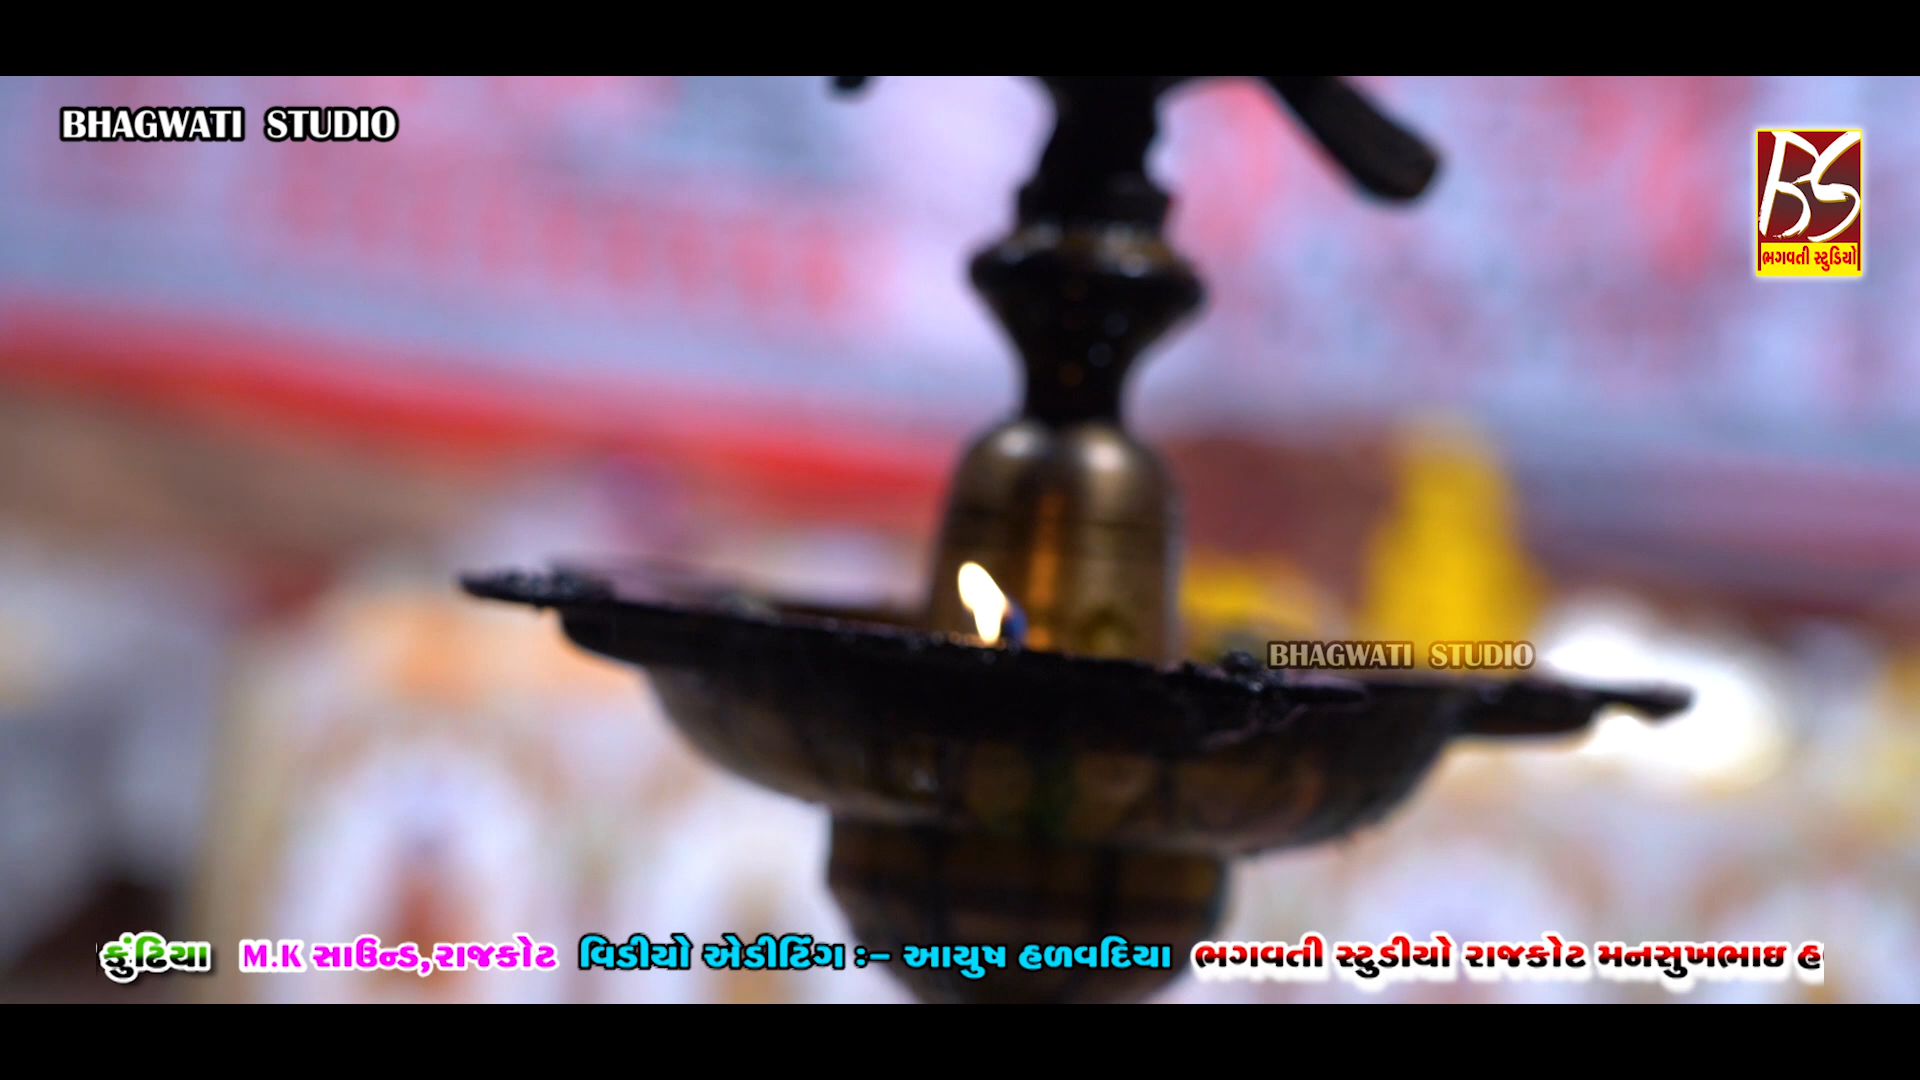 BHAGWATI STUDIO
BS
ભગવતી સ્ટુડિયો
BHAGWATI STUDIO
કુંઢિયા M.K સાઉન્ડ,રાજકોટ વિડીયો એડીટિંગ :- આયુષ હળવદિયા ભગવતી સ્ટુડીયો રાજકોટ મનસુખભાઇ હ